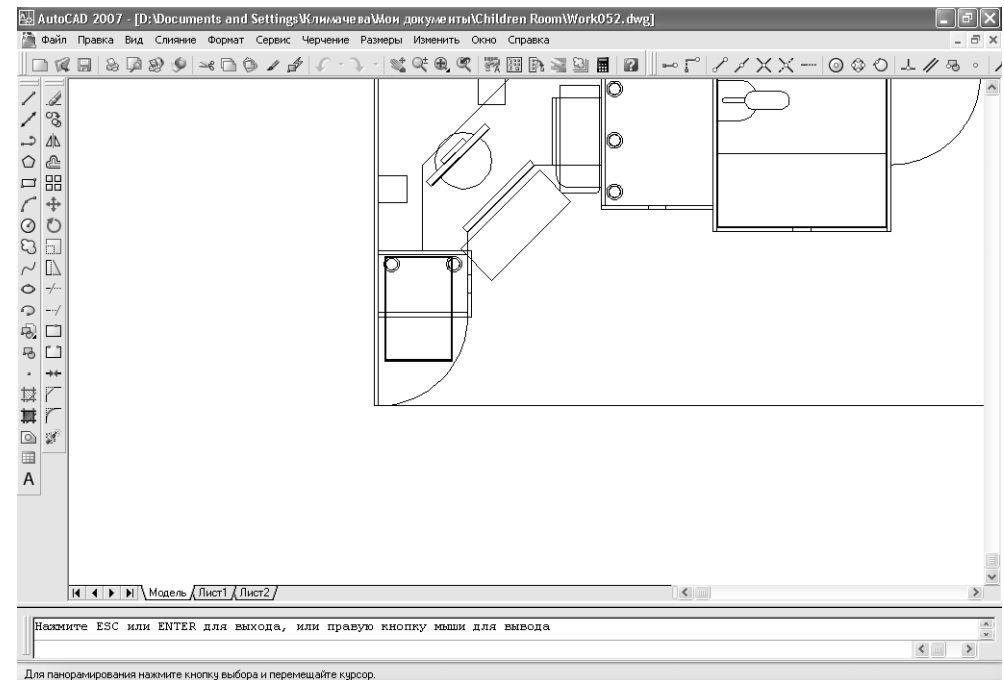 AutoCAD 2007 - [D:\Documents and Settings\Климачева\Мои документы\Children Room\Work052.dwg]
Файл Правка Вид Слияние Формат Сервис Черчение Размеры Изменить Окно Справка
A
Модель Лист1 Лист2
Нажмите ESC или ENTER для выхода, или правую кнопку мыши для вывода
Для панорамирования нажмите кнопку выбора и перемещайте курсор.